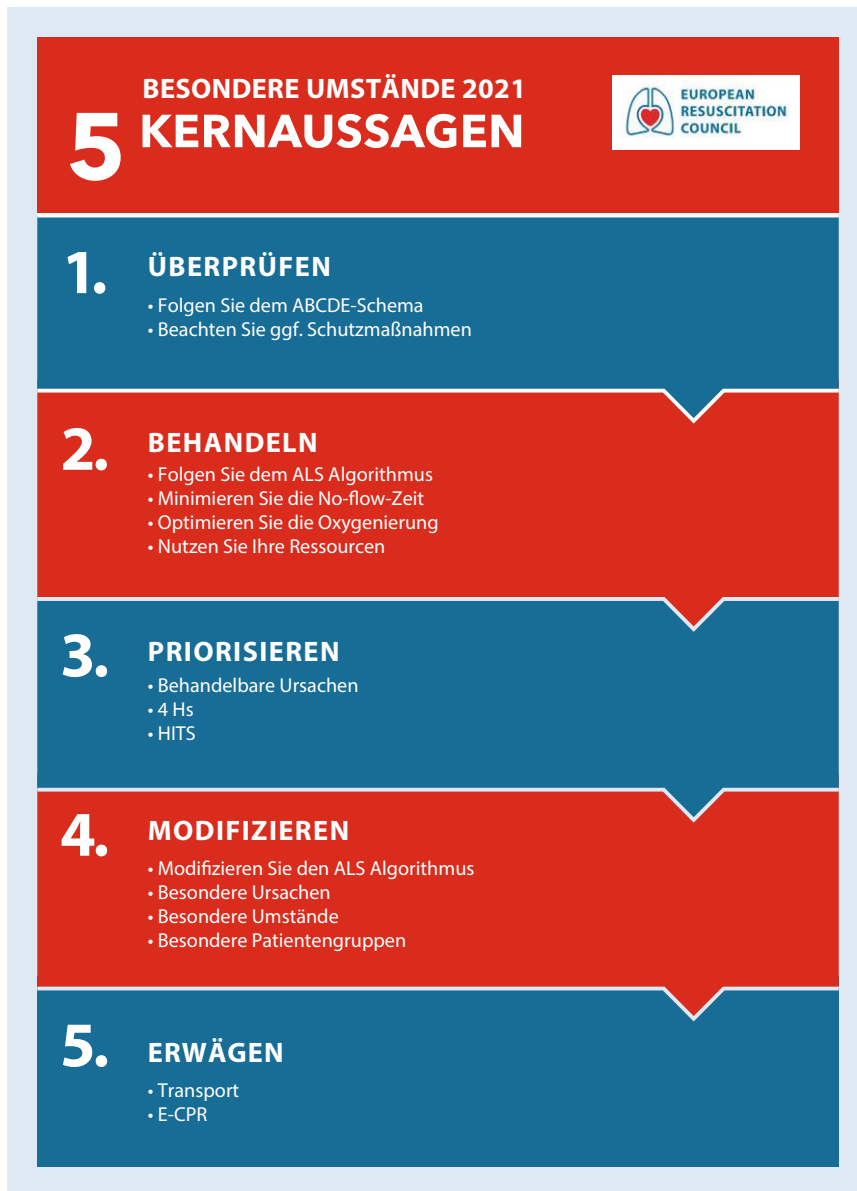 BESONDERE UMSTÄNDE 2021
5 KERNAUSSAGEN
EUROPEAN
RESUSCITATION
COUNCIL
1. ÜBERPRÜFEN
• Folgen Sie dem ABCDE-Schema
• Beachten Sie ggf. Schutzmaßnahmen
2. BEHANDELN
• Folgen Sie dem ALS Algorithmus
• Minimieren Sie die No-flow-Zeit
• Optimieren Sie die Oxygenierung
• Nutzen Sie Ihre Ressourcen
3. PRIORISIEREN
• Behandelbare Ursachen
• 4 Hs
• HITS
4. MODIFIZIEREN
• Modifizieren Sie den ALS Algorithmus
• Besondere Ursachen
• Besondere Umstände
• Besondere Patientengruppen
5. ERWÄGEN
• Transport
• E-CPR